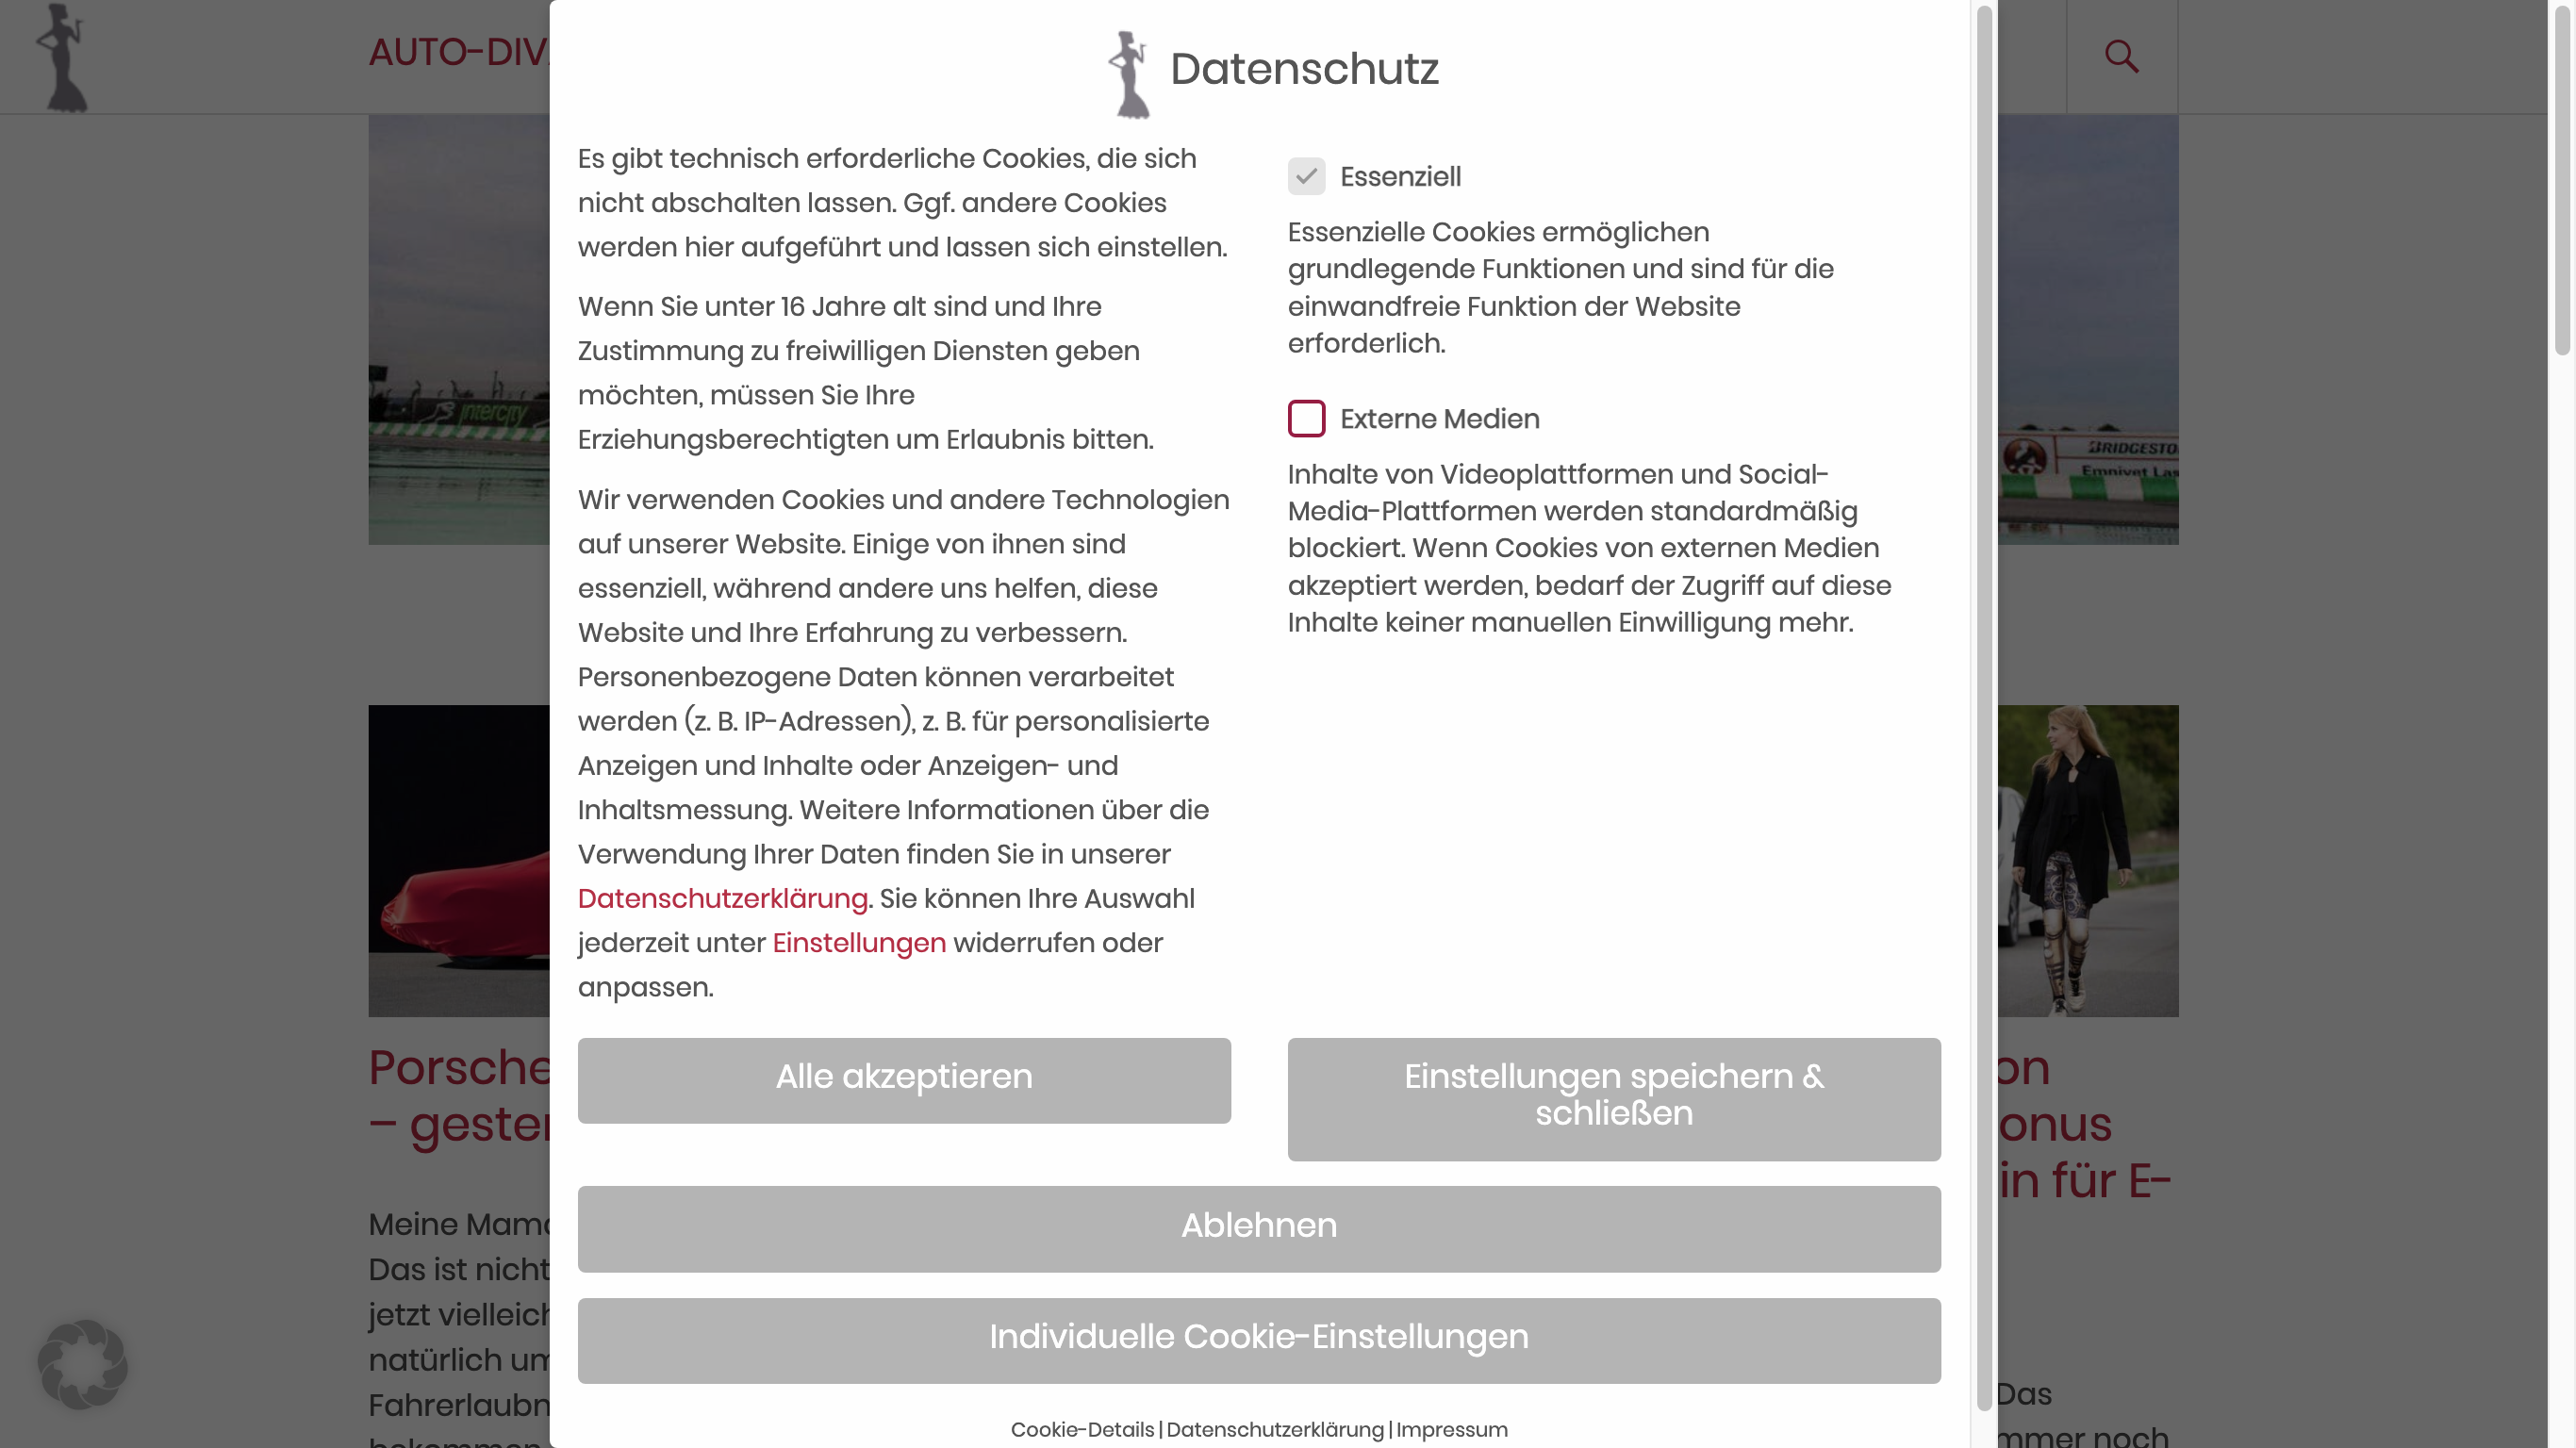 AUTO-DIV
Datenschutz
Es gibt technisch erforderliche Cookies, die sich
nicht abschalten lassen. Ggf. andere Cookies
werden hier aufgeführt und lassen sich einstellen.
Wenn Sie unter 16 Jahre alt sind und Ihre
Zustimmung zu freiwilligen Diensten geben
möchten, müssen Sie Ihre
Erziehungsberechtigten um Erlaubnis bitten.
Wir verwenden Cookies und andere Technologien
auf unserer Website. Einige von ihnen sind
essenziell, während andere uns helfen, diese
Website und Ihre Erfahrung zu verbessern.
Personenbezogene Daten können verarbeitet
werden (z. B. IP-Adressen), z. B. für personalisierte
Anzeigen und Inhalte oder Anzeigen- und
Inhaltsmessung. Weitere Informationen über die
Verwendung Ihrer Daten finden Sie in unserer
Datenschutzerklärung. Sie können Ihre Auswahl
jederzeit unter Einstellungen widerrufen oder
anpassen.
Essenziell
Essenzielle Cookies ermöglichen
grundlegende Funktionen und sind für die
einwandfreie Funktion der Website
erforderlich.
Externe Medien
Inhalte von Videoplattformen und Social-
Media-Plattformen werden standardmäßig
blockiert. Wenn Cookies von externen Medien
akzeptiert werden, bedarf der Zugriff auf diese
Inhalte keiner manuellen Einwilligung mehr.
Alle akzeptieren
Einstellungen speichern &
schließen
Ablehnen
Individuelle Cookie-Einstellungen
Cookie-Details | Datenschutzerklärung | Impressum
intercity
BRIDGESTO
Emnivet Las
Porsche
– gester
Meine Mama
Das ist nicht
jetzt vielleich
natürlich um
Fahrerlaubn
on
onus
in für E-
Das
mmer noch